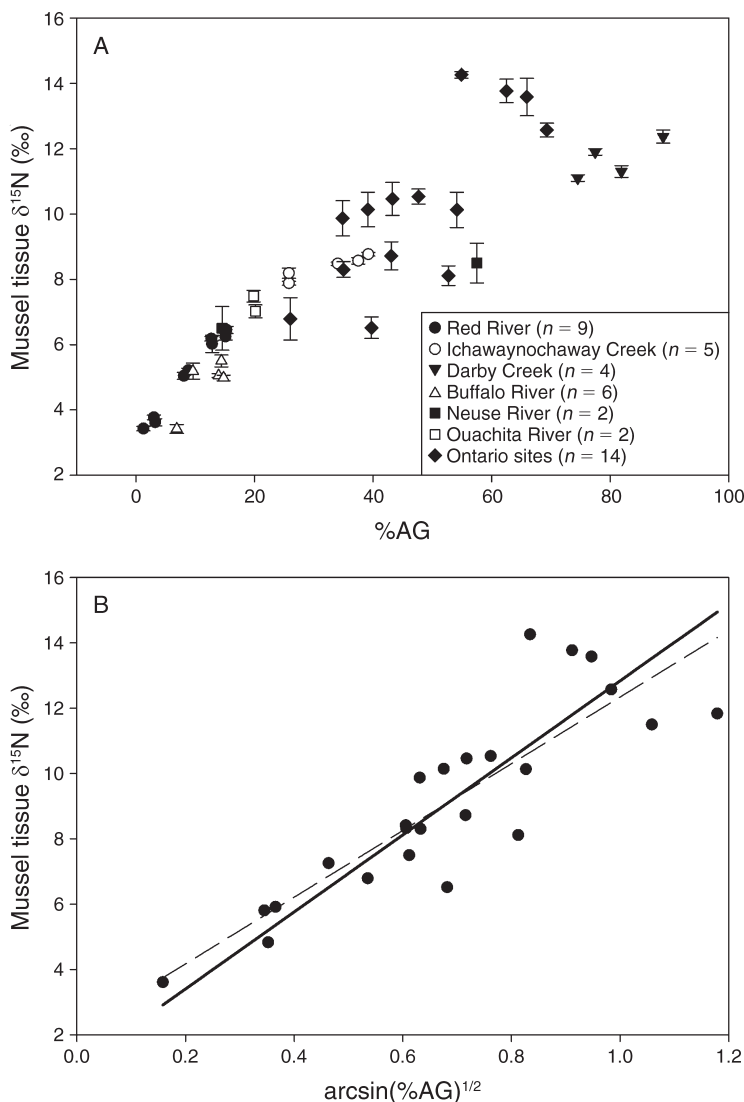 A
16
14
12
10
8
6
4
2
Mussel tissue δ¹⁵N (‰)
Red River (n = 9)
Ichawaynochaway Creek (n = 5)
Darby Creek (n = 4)
Buffalo River (n = 6)
Neuse River (n = 2)
Ouachita River (n = 2)
Ontario sites (n = 14)
0 20 40 60 80 100
%AG
B
16
14
12
10
8
6
4
2
Mussel tissue δ¹⁵N (‰)
0.0 0.2 0.4 0.6 0.8 1.0 1.2
arcsin(%AG)¹/²